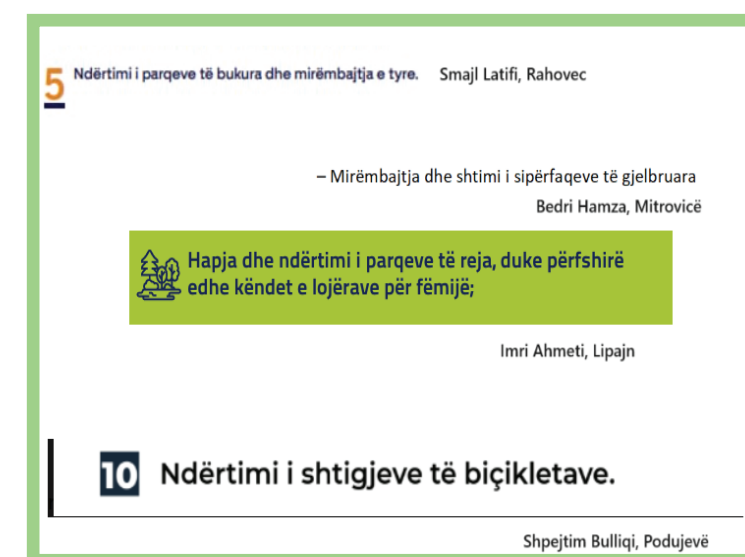 5 Ndërtimi i parqeve të bukura dhe mirëmbajtja e tyre. Smajl Latifi, Rahovec
– Mirëmbajtja dhe shtimi i sipërfaqeve të gjelbruara
Bedri Hamza, Mitrovicë
Hapja dhe ndërtimi i parqeve të reja, duke përfshirë
edhe këndet e lojërave për fëmijë;
Imri Ahmeti, Lipajn
10 Ndërtimi i shtigjeve të biçikletave.
Shpejtim Bulliqi, Podujevë